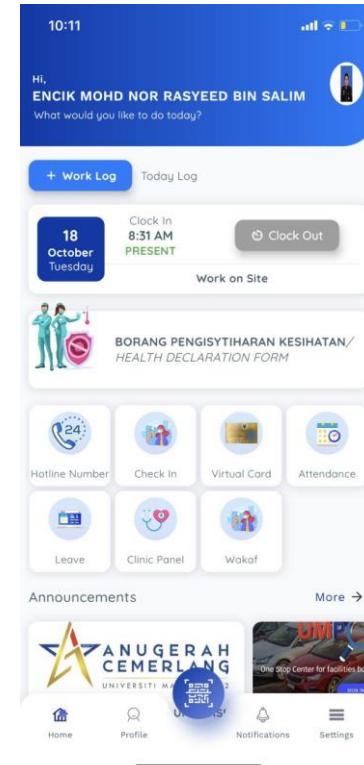 10:11
Hi,
ENCIK MOHD NOR RASYEED BIN SALIM
What would you like to do today?
+ Work Log
Today Log
18
October
Tuesday
Clock In
8:31 AM
PRESENT
Clock Out
Work on Site
BORANG PENGISYTIHARAN KESIHATAN/
HEALTH DECLARATION FORM
24
Hotline Number
Check In
Virtual Card
Attendance
Leave
Clinic Panel
Wakaf
Announcements
More →
ANUGERAH
CEMERLANG
UNIVERSITI
One Stop Center for facilities
Home
Profile
Notifications
Settings